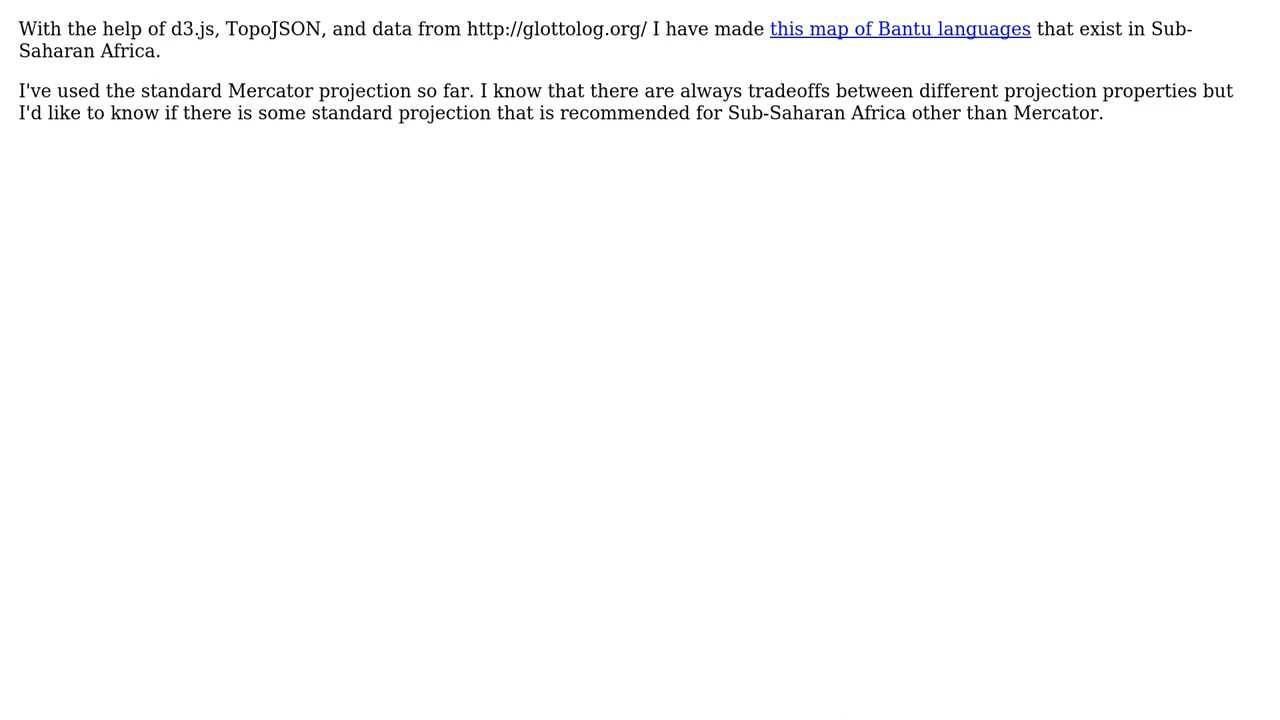 With the help of d3.js, TopoJSON, and data from http://glottolog.org/ I have made this map of Bantu languages that exist in Sub-
Saharan Africa.
I've used the standard Mercator projection so far. I know that there are always tradeoffs between different projection properties but
I'd like to know if there is some standard projection that is recommended for Sub-Saharan Africa other than Mercator.